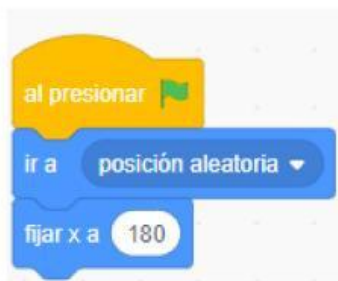 al presionar
ir a posición aleatoria
fijar x a 180